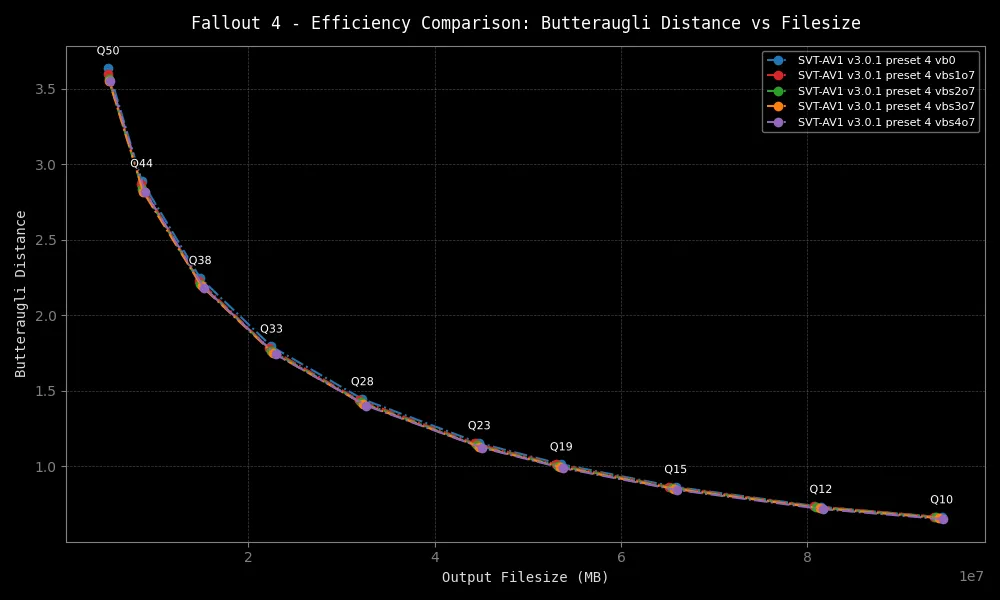 Fallout 4 - Efficiency Comparison: Butteraugli Distance vs Filesize
SVT-AV1 v3.0.1 preset 4 vb0
SVT-AV1 v3.0.1 preset 4 vbs1o7
SVT-AV1 v3.0.1 preset 4 vbs2o7
SVT-AV1 v3.0.1 preset 4 vbs3o7
SVT-AV1 v3.0.1 preset 4 vbs4o7
Butteraugli Distance
3.5
3.0
2.5
2.0
1.5
1.0
Q50
Q44
Q38
Q33
Q28
Q23
Q19
Q15
Q12
Q10
2
4
6
8
1e7
Output Filesize (MB)